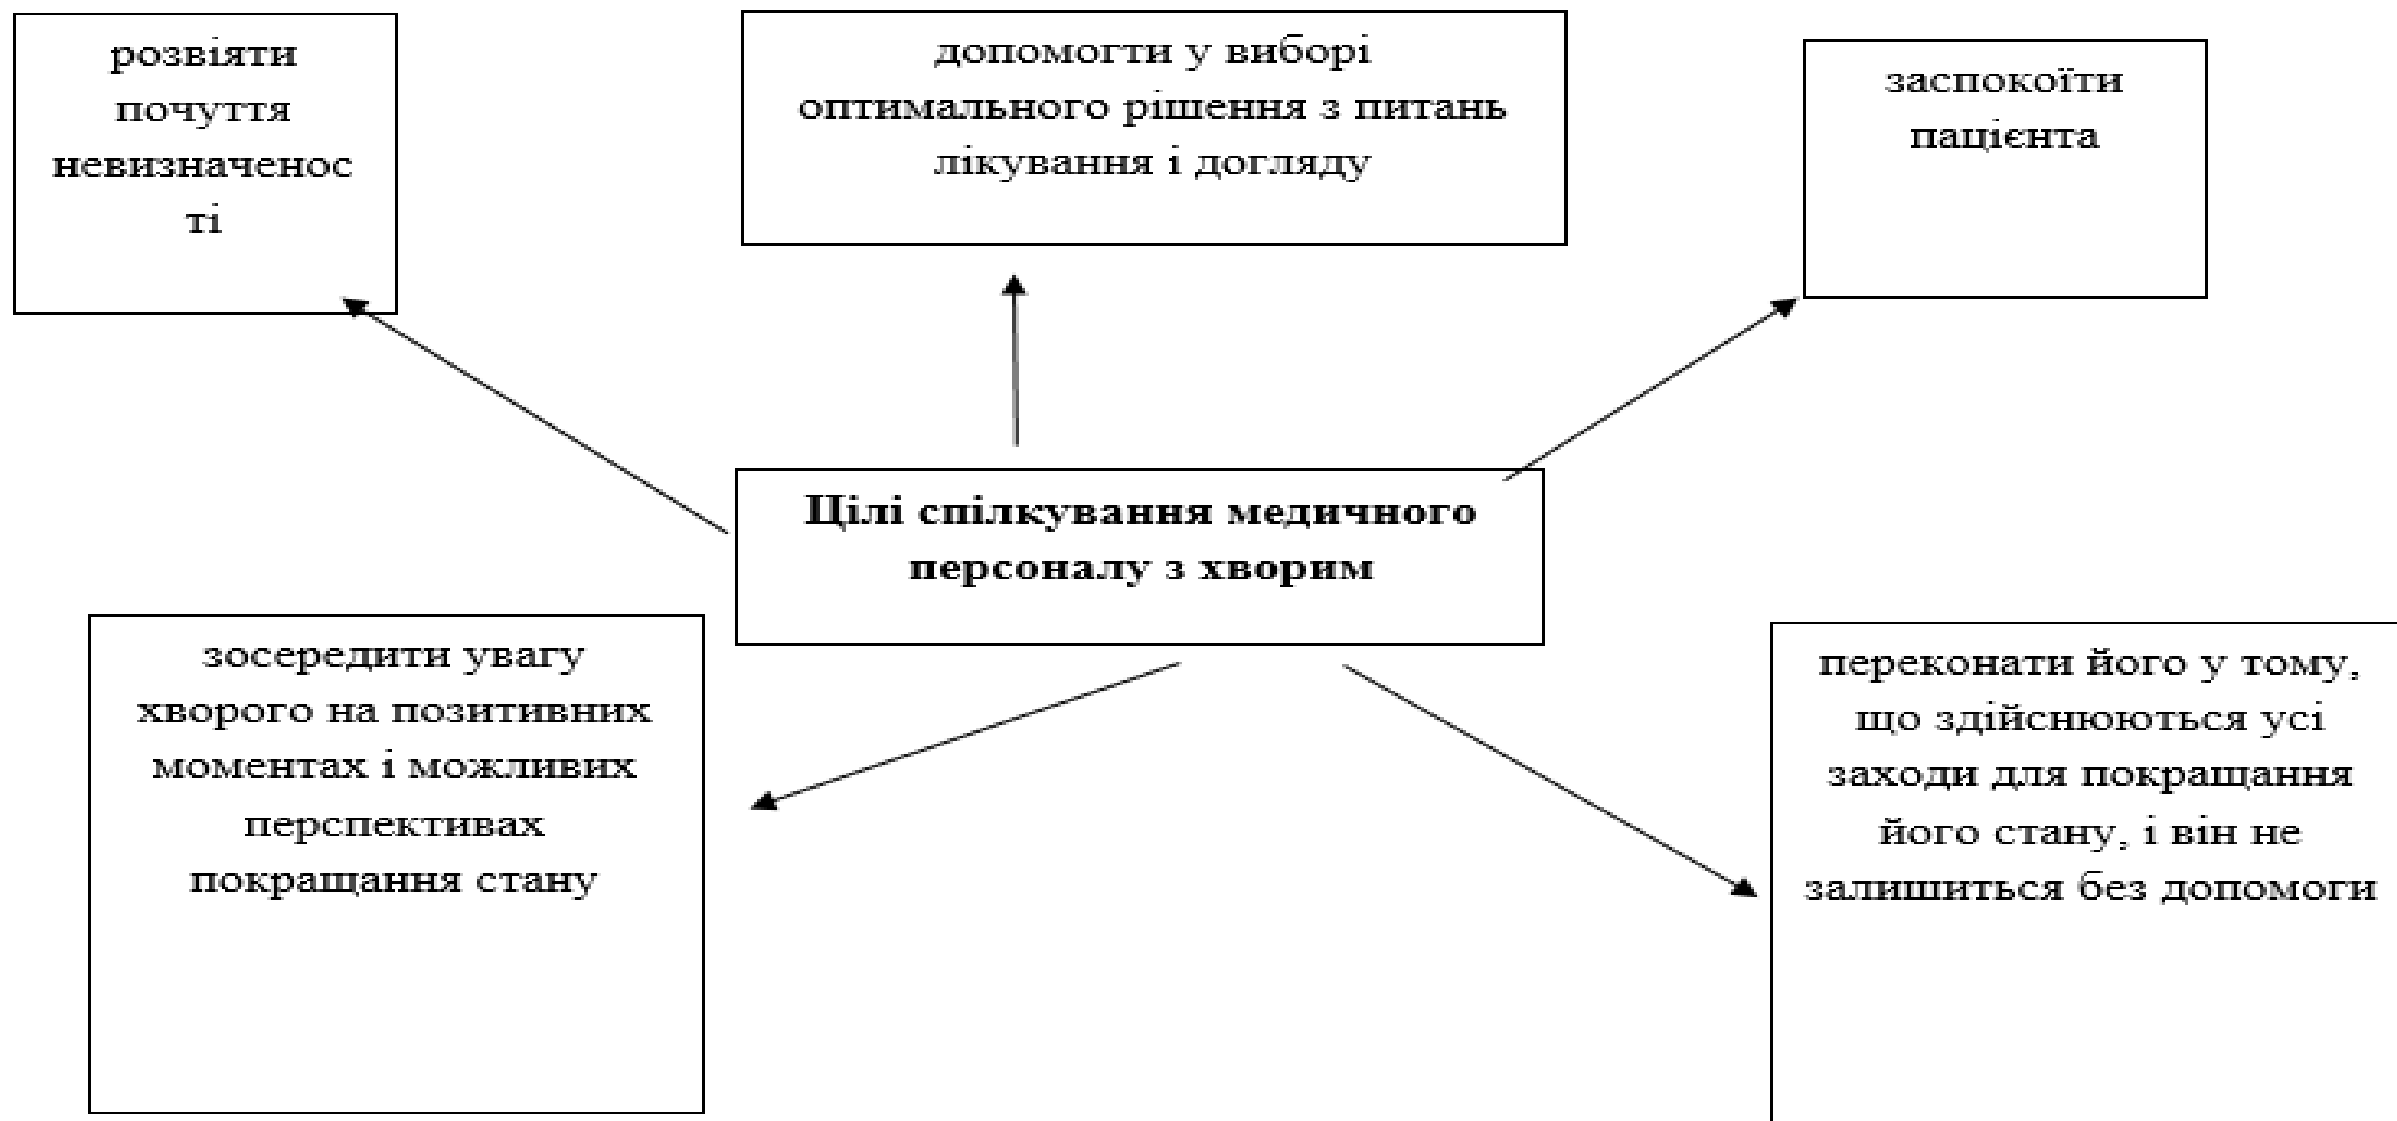 розвіяти
почуття
невизначенос
ті
допомогти у виборі
оптимального рішення з питань
лікування і догляду
заспокоїти
пацієнта
Цілі спілкування медичного
персоналу з хворим
зосередити увагу
хворого на позитивних
моментах і можливих
перспективах
покращання стану
переконати його у тому,
що здійснюються усі
заходи для покращання
його стану, і він не
залишиться без допомоги